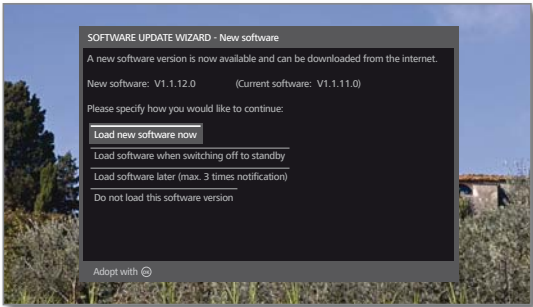 SOFTWARE UPDATE WIZARD - New software
A new software version is now available and can be downloaded from the internet.
New software: V1.1.12.0 (Current software: V1.1.11.0)
Please specify how you would like to continue:
Load new software now
Load software when switching off to standby
Load software later (max. 3 times notification)
Do not load this software version
Adopt with OK